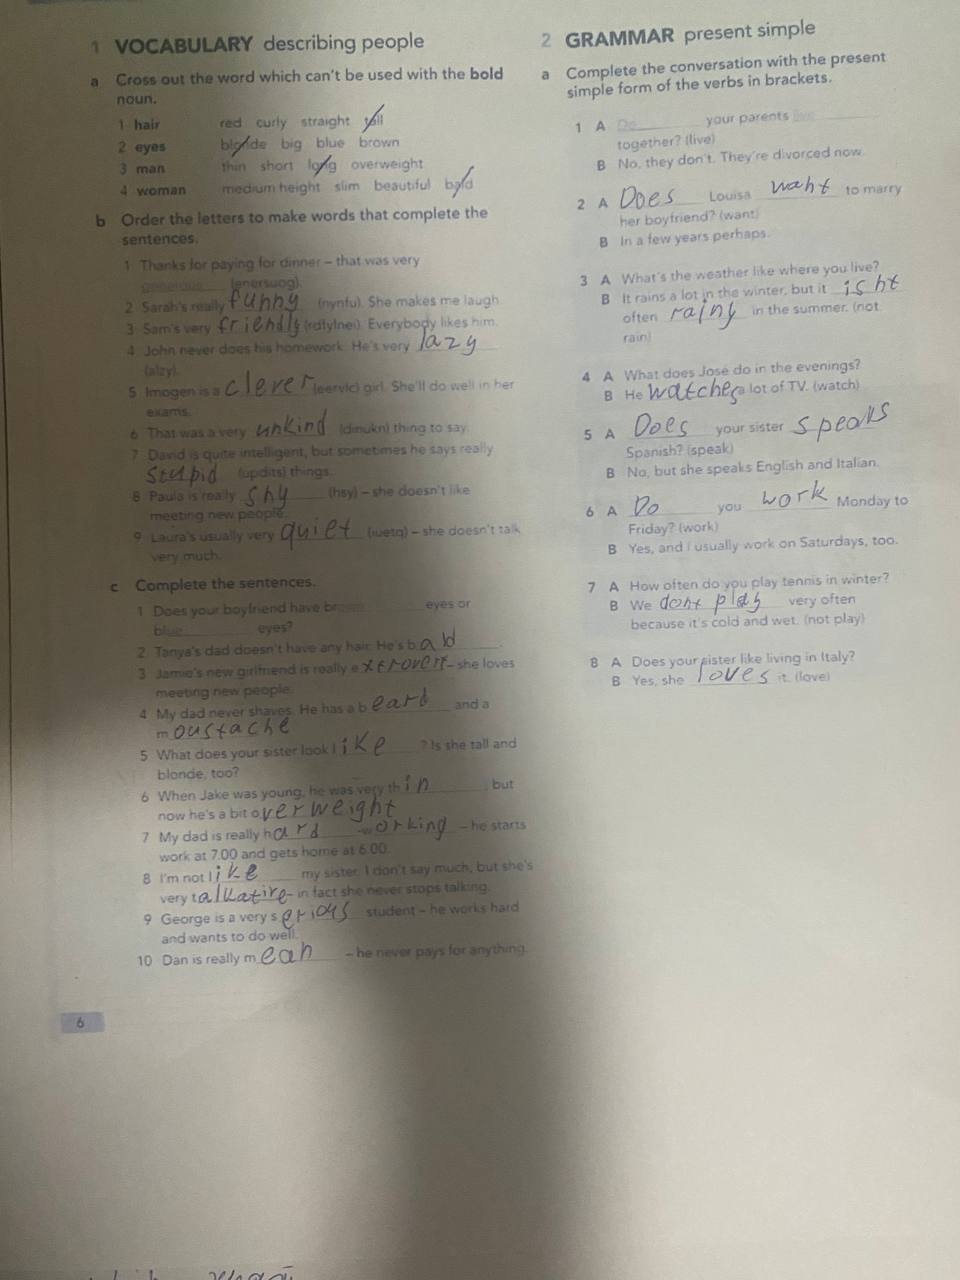 1 VOCABULARY describing people
a Cross out the word which can't be used with the bold
noun.
1 hair red curly straight tall
2 eyes blonde big blue brown
3 man thin short long overweight
4 woman medium height slim beautiful bald
b Order the letters to make words that complete the
sentences.
1 Thanks for paying for dinner – that was very
generous (enersuog).
2 Sarah's really funny (nynfu). She makes me laugh.
3 Sam's very friendly (rdfylnei). Everybody likes him.
4 John never does his homework. He's very lazy
(alzy).
5 Imogen is a clever (eervlc) girl. She'll do well in her
exams.
6 That was a very unkind (dinukn) thing to say.
7 David is quite intelligent, but sometimes he says really
stupid (updits) things.
8 Paula is really shy (hsy) – she doesn't like
meeting new people.
9 Laura's usually very quiet (iuetq) – she doesn't talk
very much.
c Complete the sentences.
1 Does your boyfriend have brown eyes or
blue eyes?
2 Tanya's dad doesn't have any hair. He's bald.
3 Jamie's new girlfriend is really extrovert – she loves
meeting new people.
4 My dad never shaves. He has a beard and a
moustache
5 What does your sister look like? Is she tall and
blonde, too?
6 When Jake was young, he was very thin, but
now he's a bit overweight
7 My dad is really hard-working – he starts
work at 7.00 and gets home at 6.00.
8 I'm not like my sister. I don't say much, but she's
very talkative – in fact she never stops talking.
9 George is a very serious student – he works hard
and wants to do well.
10 Dan is really mean – he never pays for anything.
6
2 GRAMMAR present simple
a Complete the conversation with the present
simple form of the verbs in brackets.
1 A Do your parents live
together? (live)
B No, they don't. They're divorced now.
2 A Does Louisa want to marry
her boyfriend? (want)
B In a few years perhaps.
3 A What's the weather like where you live?
B It rains a lot in the winter, but it isnt
often rainy in the summer. (not
rain)
4 A What does José do in the evenings?
B He watches a lot of TV. (watch)
5 A Does your sister speaks
Spanish? (speak)
B No, but she speaks English and Italian.
6 A Do you work Monday to
Friday? (work)
B Yes, and I usually work on Saturdays, too.
7 A How often do you play tennis in winter?
B We dont play very often
because it's cold and wet. (not play)
8 A Does your sister like living in Italy?
B Yes, she loves it. (love)